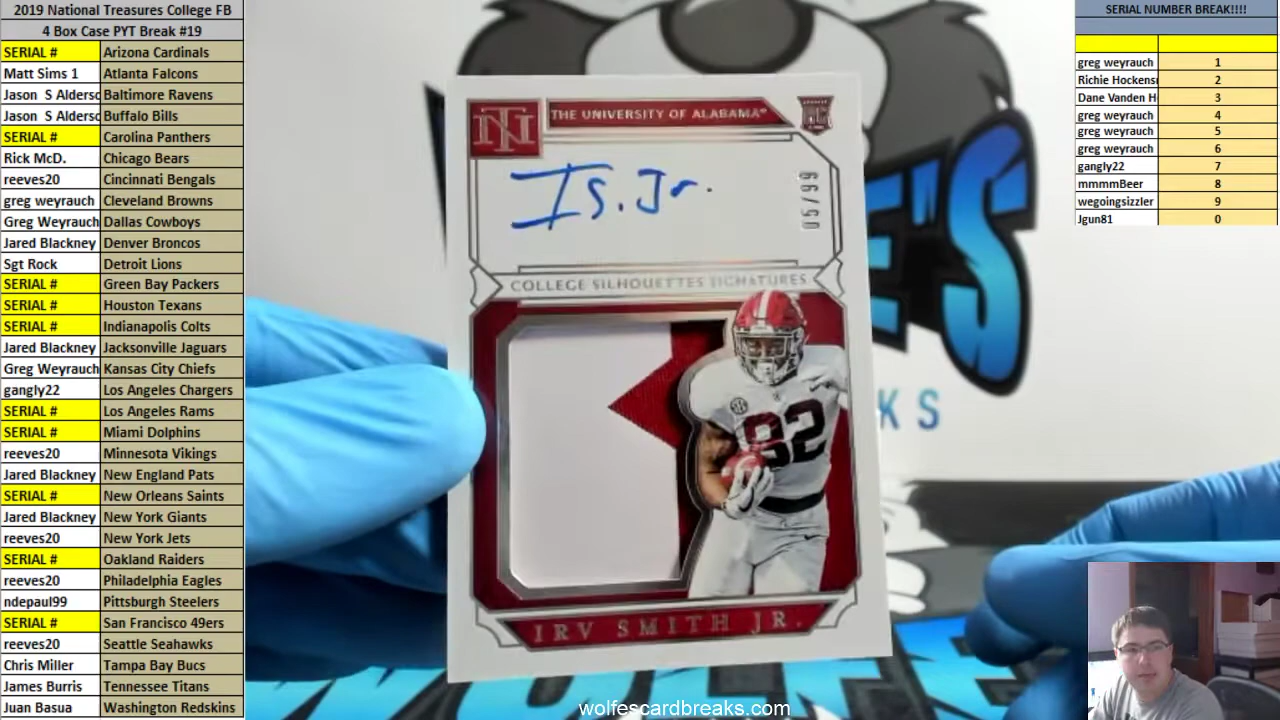 2019 National Treasures College FB
4 Box Case PYT Break #19
SERIAL # Arizona Cardinals
Matt Sims 1 Atlanta Falcons
Jason S Alderso Baltimore Ravens
Jason S Alderso Buffalo Bills
SERIAL # Carolina Panthers
Rick McD. Chicago Bears
reeves20 Cincinnati Bengals
greg weyrauch Cleveland Browns
Greg Weyrauch Dallas Cowboys
Jared Blackney Denver Broncos
Sgt Rock Detroit Lions
SERIAL # Green Bay Packers
SERIAL # Houston Texans
SERIAL # Indianapolis Colts
Jared Blackney Jacksonville Jaguars
Greg Weyrauch Kansas City Chiefs
gangly22 Los Angeles Chargers
SERIAL # Los Angeles Rams
SERIAL # Miami Dolphins
reeves20 Minnesota Vikings
Jared Blackney New England Pats
SERIAL # New Orleans Saints
Jared Blackney New York Giants
reeves20 New York Jets
SERIAL # Oakland Raiders
reeves20 Philadelphia Eagles
ndepaul99 Pittsburgh Steelers
SERIAL # San Francisco 49ers
reeves20 Seattle Seahawks
Chris Miller Tampa Bay Bucs
James Burris Tennessee Titans
Juan Basua Washington Redskins
NT THE UNIVERSITY OF ALABAMA
RC
I S. Jr.
05/99
COLLEGE SILHOUETTES SIGNATURES
SEC
82
IRV SMITH JR.
E'S
KS
WOLFE
wolfescardbreaks.com
SERIAL NUMBER BREAK!!!!
greg weyrauch 1
Richie Hockens 2
Dane Vanden H 3
greg weyrauch 4
greg weyrauch 5
greg weyrauch 6
gangly22 7
mmmmBeer 8
wegoingsizzler 9
Jgun81 0